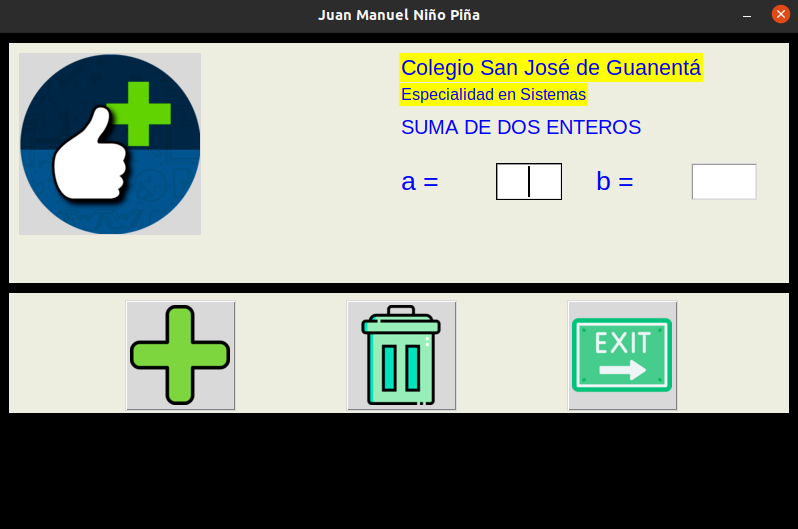 Juan Manuel Niño Piña
Colegio San José de Guanentá
Especialidad en Sistemas
SUMA DE DOS ENTEROS
a =
b =
EXIT